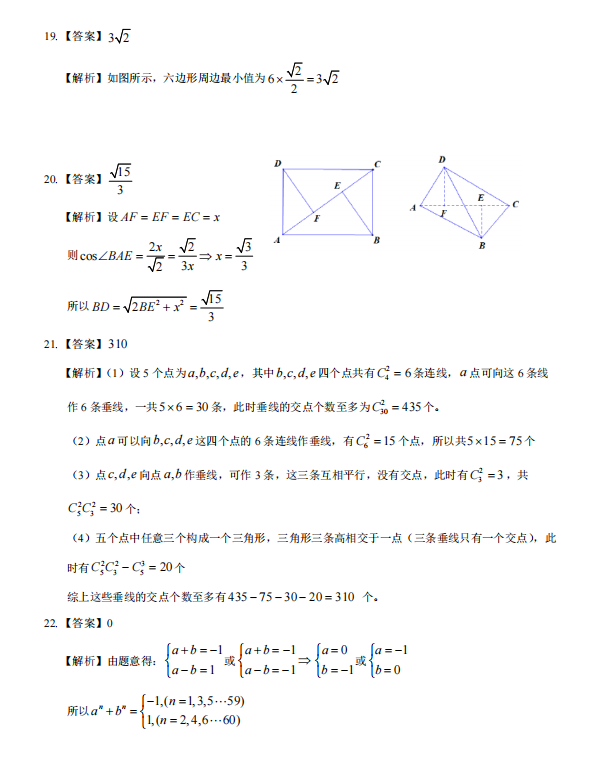 19. 【答案】3√2
【解析】如图所示，六边形周边最小值为 6×√2/2=3√2
20. 【答案】√15/3
【解析】设 AF = EF = EC = x
则 cos∠BAE = 2x/√2 = √2/3x ⇒ x = √3/3
所以 BD = √(2BE² + x²) = √15/3
D C E F A B
D E A F C B
21. 【答案】310
【解析】（1）设 5 个点为 a,b,c,d,e，其中 b,c,d,e 四个点共有 C₄² = 6 条连线，a 点可向这 6 条线
作 6 条垂线，一共 5×6 = 30 条，此时垂线的交点个数至多为 C₃₀² = 435 个。
（2）点 a 可以向 b,c,d,e 这四个点的 6 条连线作垂线，有 C₆² = 15 个点，所以共 5×15 = 75 个
（3）点 c,d,e 向点 a,b 作垂线，可作 3 条，这三条互相平行，没有交点，此时有 C₃² = 3，共
C₅²C₃² = 30 个；
（4）五个点中任意三个构成一个三角形，三角形三条高相交于一点（三条垂线只有一个交点），此
时有 C₅²C₃² − C₅³ = 20 个
综上这些垂线的交点个数至多有 435 − 75 − 30 − 20 = 310 个。
22. 【答案】0
【解析】由题意得：{a+b=−1 a−b=1 或 {a+b=−1 a−b=−1 ⇒ {a=0 b=−1 或 {a=−1 b=0
所以 aⁿ + bⁿ = {−1,(n=1,3,5⋯59) 1,(n=2,4,6⋯60)